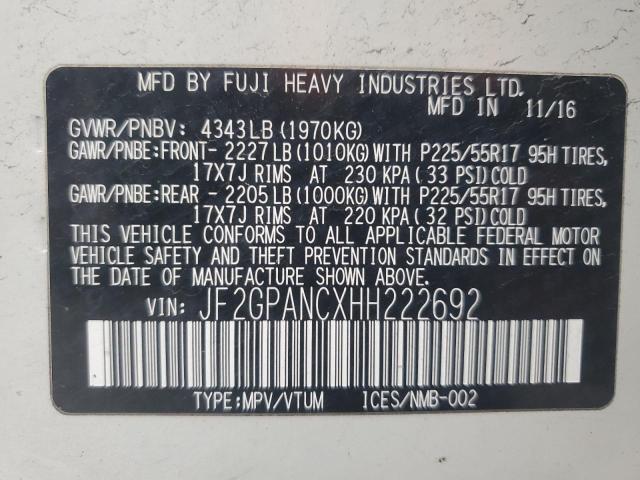 MFD BY FUJI HEAVY INDUSTRIES LTD.
MFD IN 11/16
GVWR/PNBV: 4343LB (1970KG)
GAWR/PNBE:FRONT- 2227LB (1010KG) WITH P225/55R17 95H TIRES,
17X7J RIMS AT 230 KPA (33 PSI) COLD
GAWR/PNBE:REAR - 2205LB (1000KG) WITH P225/55R17 95H TIRES,
17X7J RIMS AT 220 KPA (32 PSI) COLD
THIS VEHICLE CONFORMS TO ALL APPLICABLE FEDERAL MOTOR
VEHICLE SAFETY AND THEFT PREVENTION STANDARDS IN EFFECT ON
THE DATE OF MANUFACTURE SHOWN ABOVE.
VIN: JF2GPANCXHH222692
TYPE:MPV/VTUM ICES/NMB-002